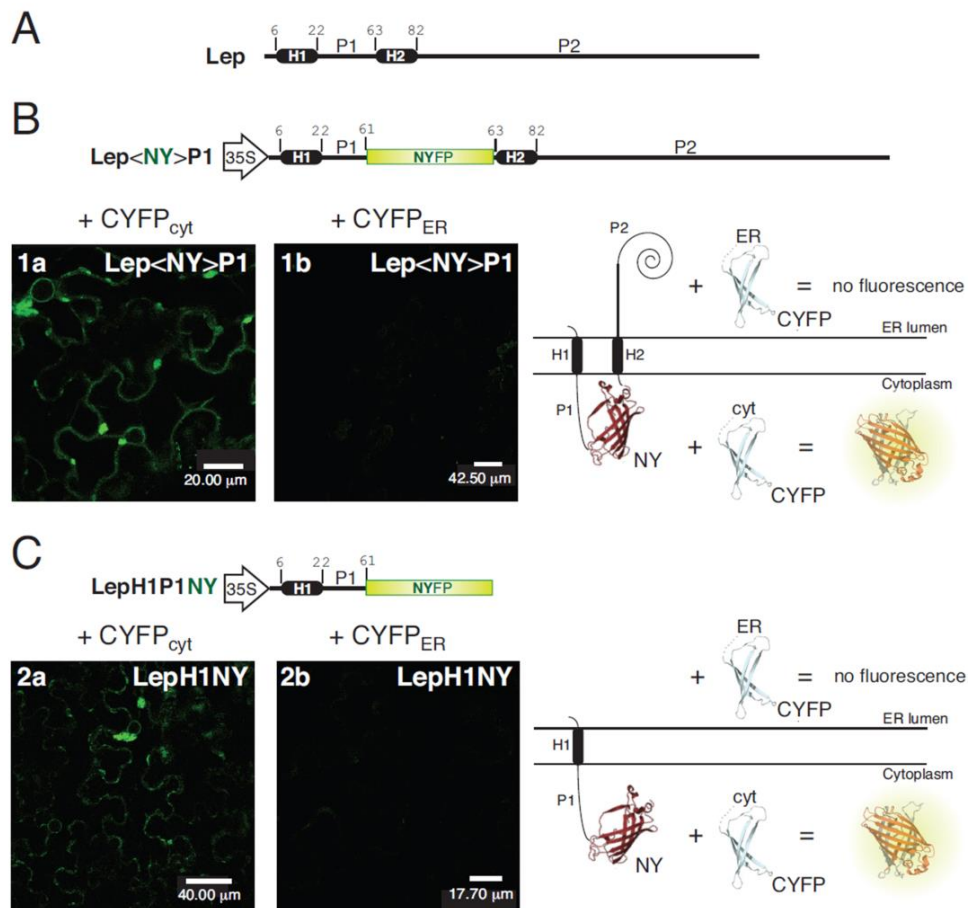 A
Lep
6 22 P1 63 82 P2
H1 H2
B
Lep<NY>P1
35S
6 22 P1 61 63 82 P2
H1 NYFP H2
+ CYFPcyt
+ CYFPER
1a Lep<NY>P1
20.00 µm
1b Lep<NY>P1
42.50 µm
P2
ER
+ CYFP = no fluorescence
ER lumen
H1 H2
Cytoplasm
P1
NY
cyt
+ CYFP =
C
LepH1P1NY
35S
6 22 P1 61
H1 NYFP
+ CYFPcyt
+ CYFPER
2a LepH1NY
40.00 µm
2b LepH1NY
17.70 µm
ER
+ CYFP = no fluorescence
ER lumen
H1
Cytoplasm
P1
NY
cyt
+ CYFP =